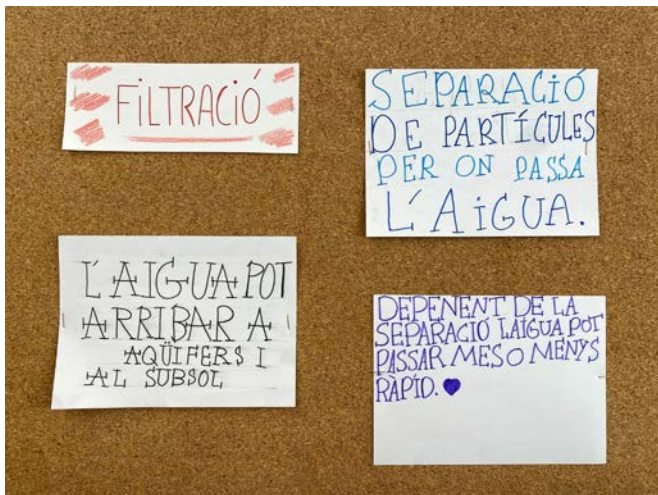 FILTRACIÓ
SEPARACIÓ
DE PARTÍCULES
PER ON PASSA
L'AIGUA.
L'AIGUA POT
ARRIBAR A
AQÜIFERS I
AL SUBSOL
DEPENENT DE LA
SEPARACIÓ L'AIGUA POT
PASSAR MES O MENYS
RÀPID.